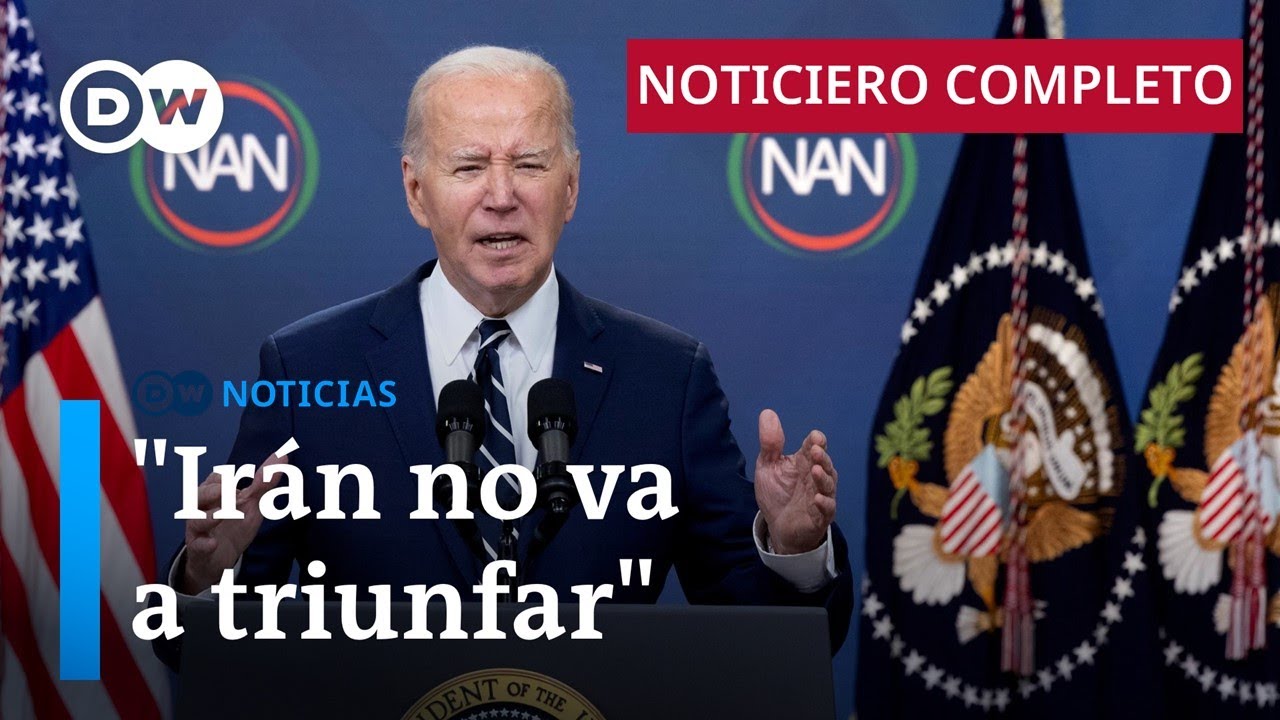 DW
NAN
NOTICIERO COMPLETO
NAN
DW NOTICIAS
"Irán no va
a triunfar"
DENT OF THE